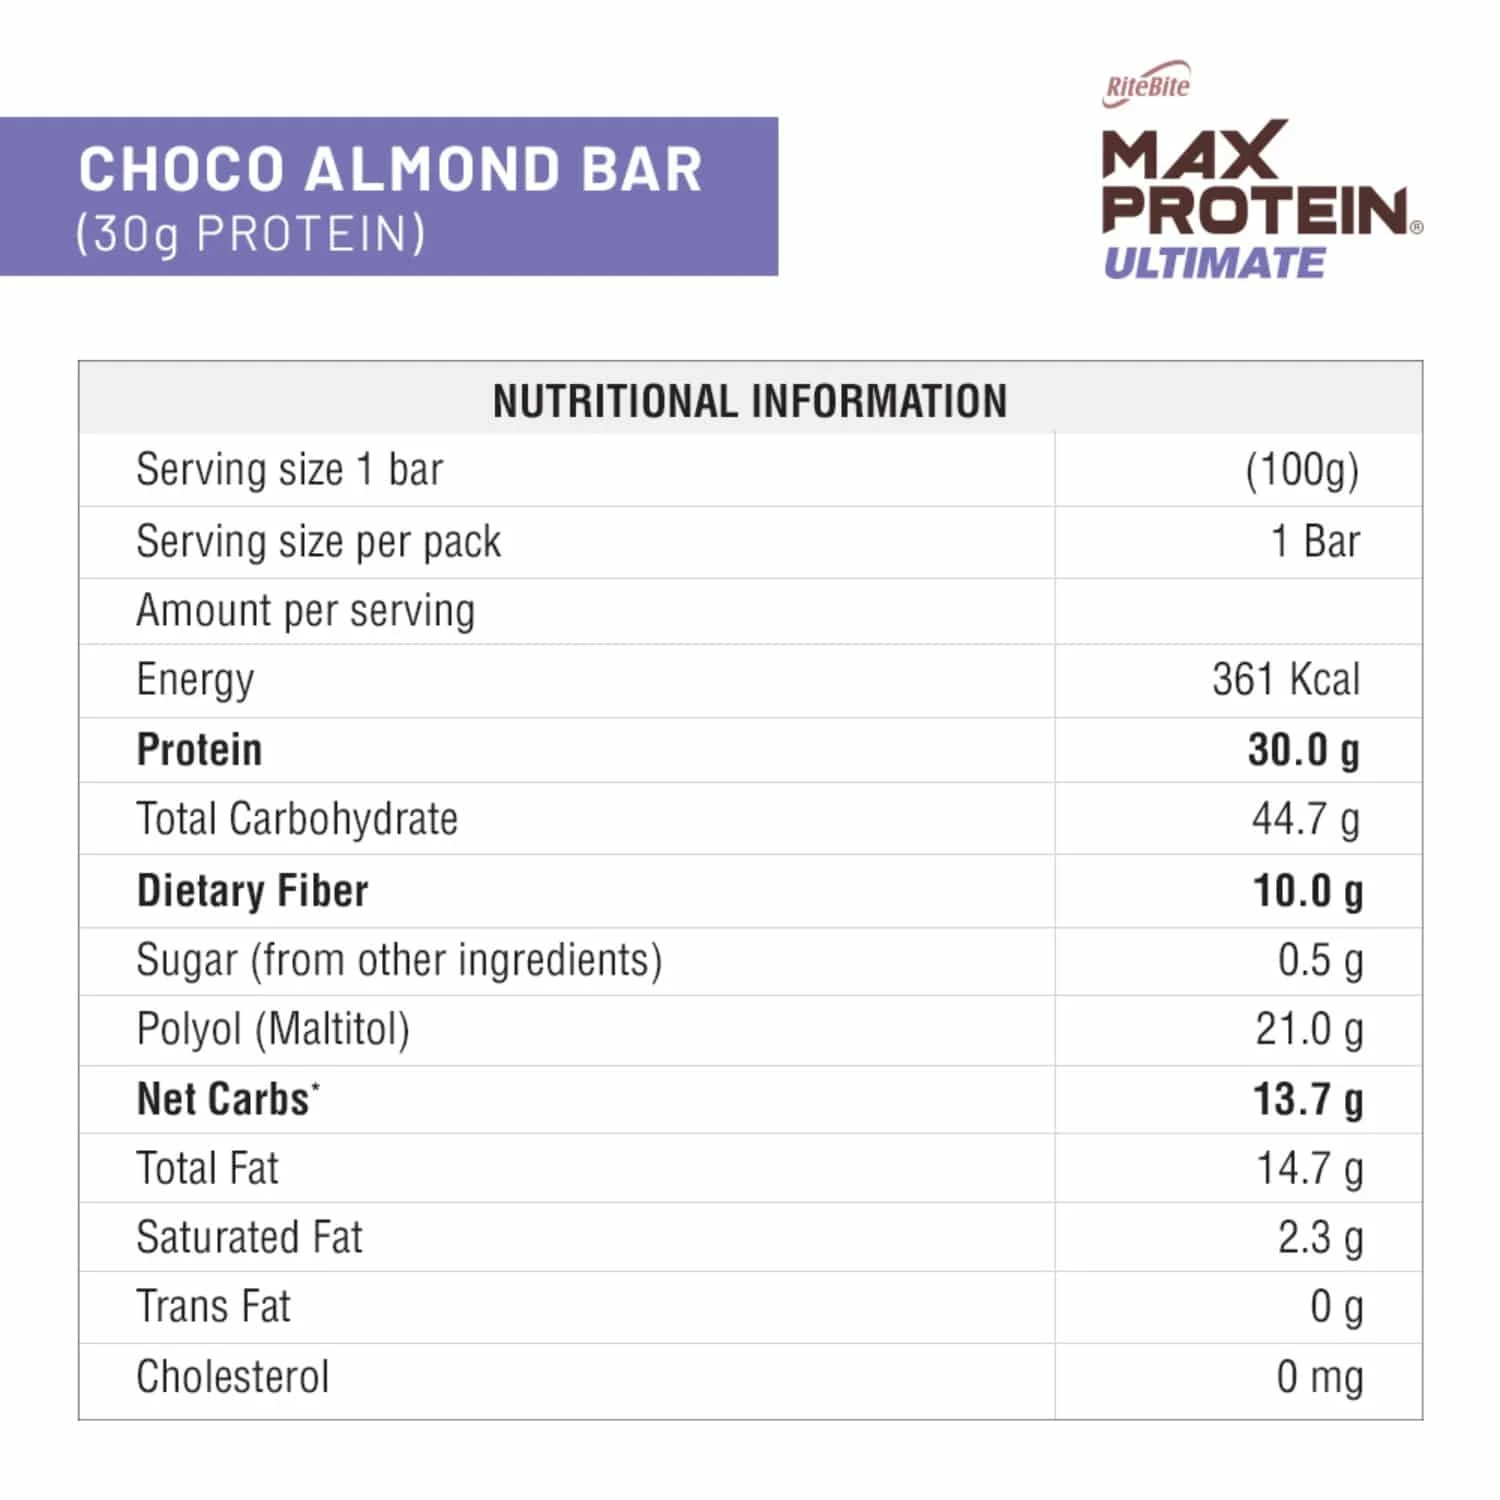 RiteBite
MAX
PROTEIN®
ULTIMATE
CHOCO ALMOND BAR
(30g PROTEIN)
NUTRITIONAL INFORMATION
Serving size 1 bar (100g)
Serving size per pack 1 Bar
Amount per serving
Energy 361 Kcal
Protein 30.0 g
Total Carbohydrate 44.7 g
Dietary Fiber 10.0 g
Sugar (from other ingredients) 0.5 g
Polyol (Maltitol) 21.0 g
Net Carbs* 13.7 g
Total Fat 14.7 g
Saturated Fat 2.3 g
Trans Fat 0 g
Cholesterol 0 mg